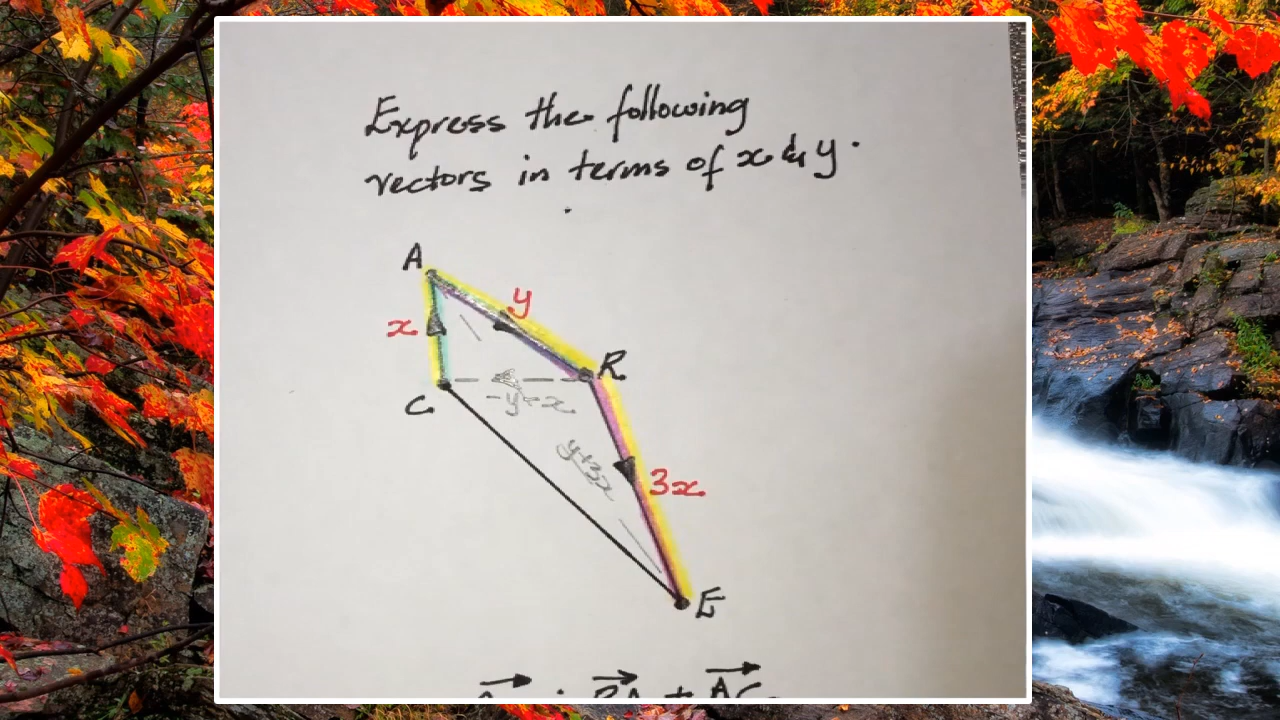 Express the following
vectors in terms of x & y.
A
y
x
R
C
-y-x
y+3x
3x
E